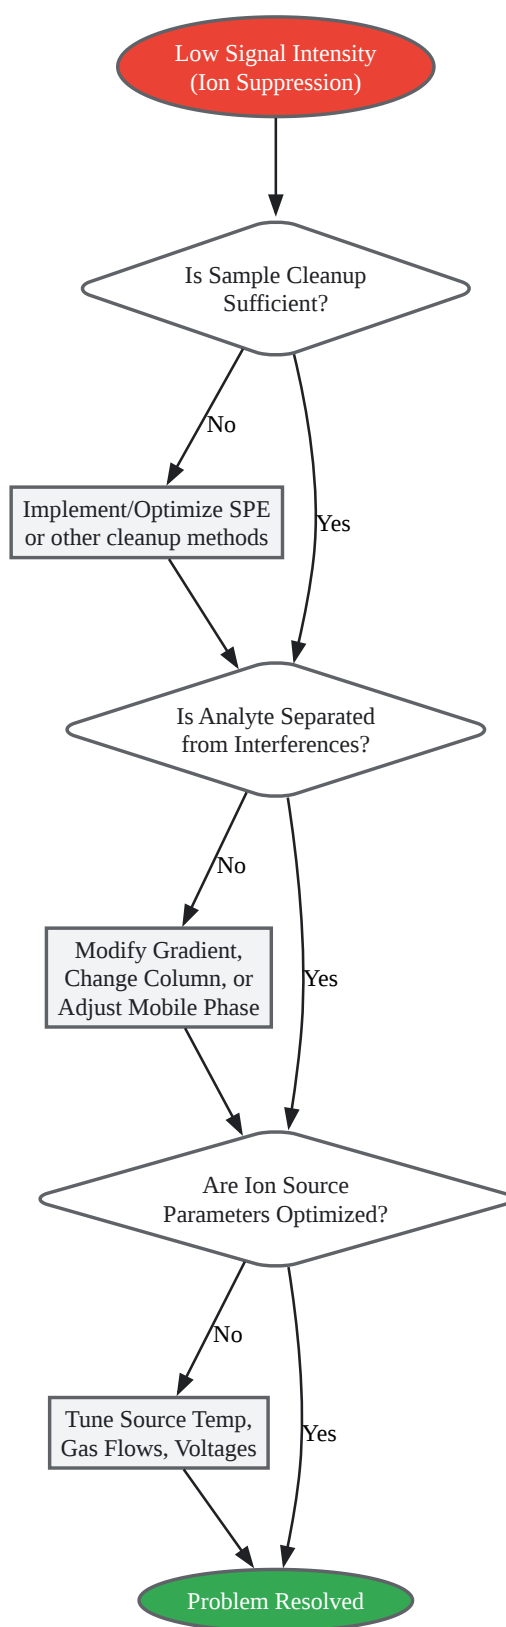 Low Signal Intensity
(Ion Suppression)
Is Sample Cleanup
Sufficient?
No
Implement/Optimize SPE
or other cleanup methods
Yes
Is Analyte Separated
from Interferences?
No
Modify Gradient,
Change Column, or
Adjust Mobile Phase
Yes
Are Ion Source
Parameters Optimized?
No
Tune Source Temp,
Gas Flows, Voltages
Yes
Problem Resolved